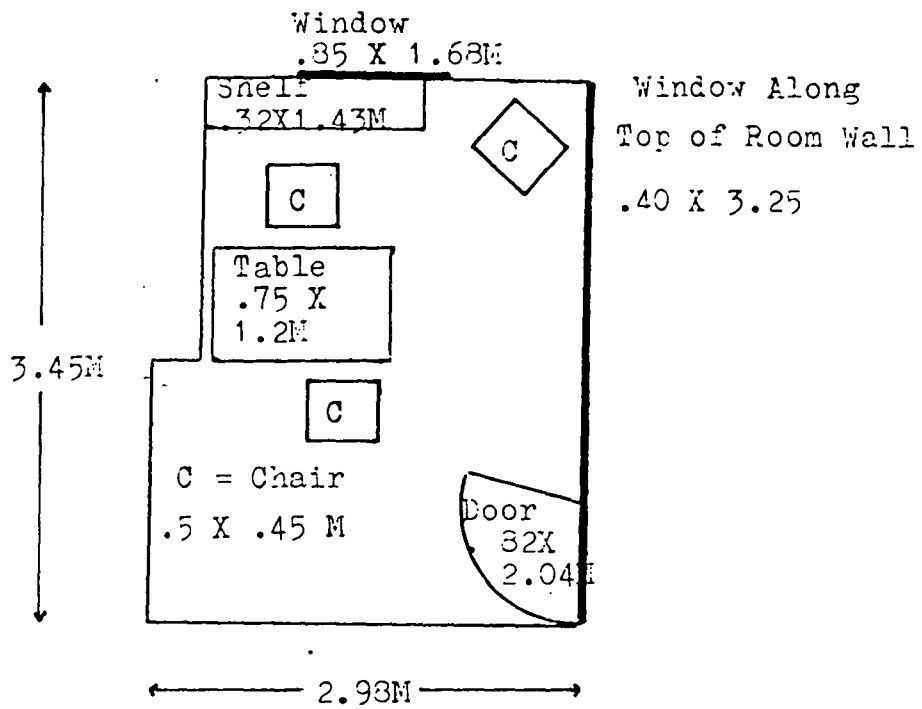 Window
.85 X 1.68M
Shelf
.32X1.43M
Window Along
Top of Room Wall
.40 X 3.25
C
C
Table
.75 X
1.2M
3.45M
C
C = Chair
.5 X .45 M
Door
.82X
2.04M
2.98M